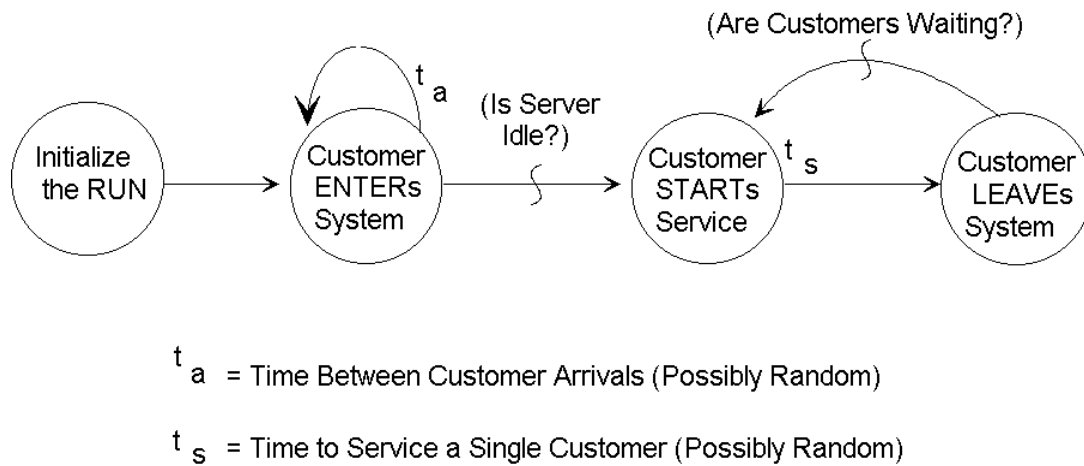 (Are Customers Waiting?)
t
a
(Is Server
Idle?)
Initialize
the RUN
Customer
ENTERs
System
Customer
STARTs
Service
t
s
Customer
LEAVEs
System
t
a = Time Between Customer Arrivals (Possibly Random)
t
s = Time to Service a Single Customer (Possibly Random)